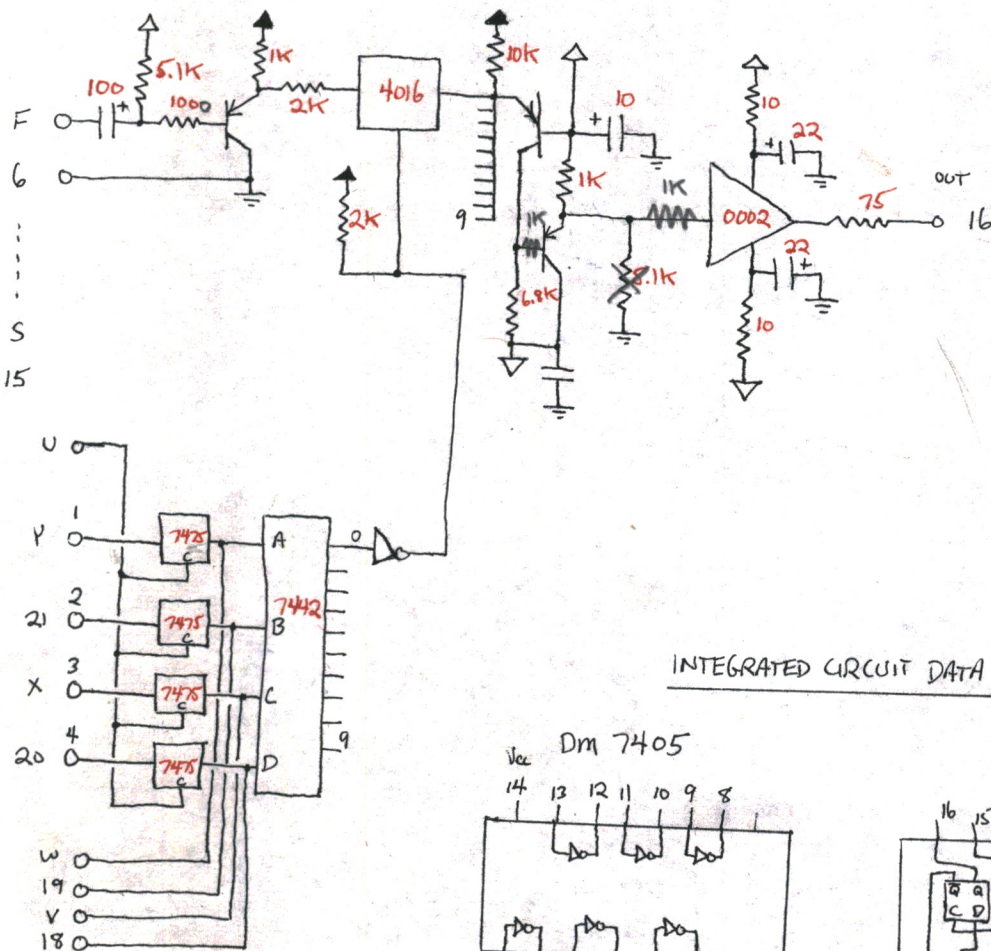 5.1K
1K
10K
100
+
1000
2K
4016
10
+
10
+
22
F
6
2K
9
1K
1K
1K
0002
75
OUT
16
22
+
6.8K
8.1K
10
S
15
U
1
Y
7475
C
A
0
2
21
7475
C
B
7442
3
X
7475
C
C
4
20
7475
C
D
9
W
19
V
18
INTEGRATED CIRCUIT DATA
Dm 7405
Vcc
14 13 12 11 10 9 8
16 15
Q Q
C D